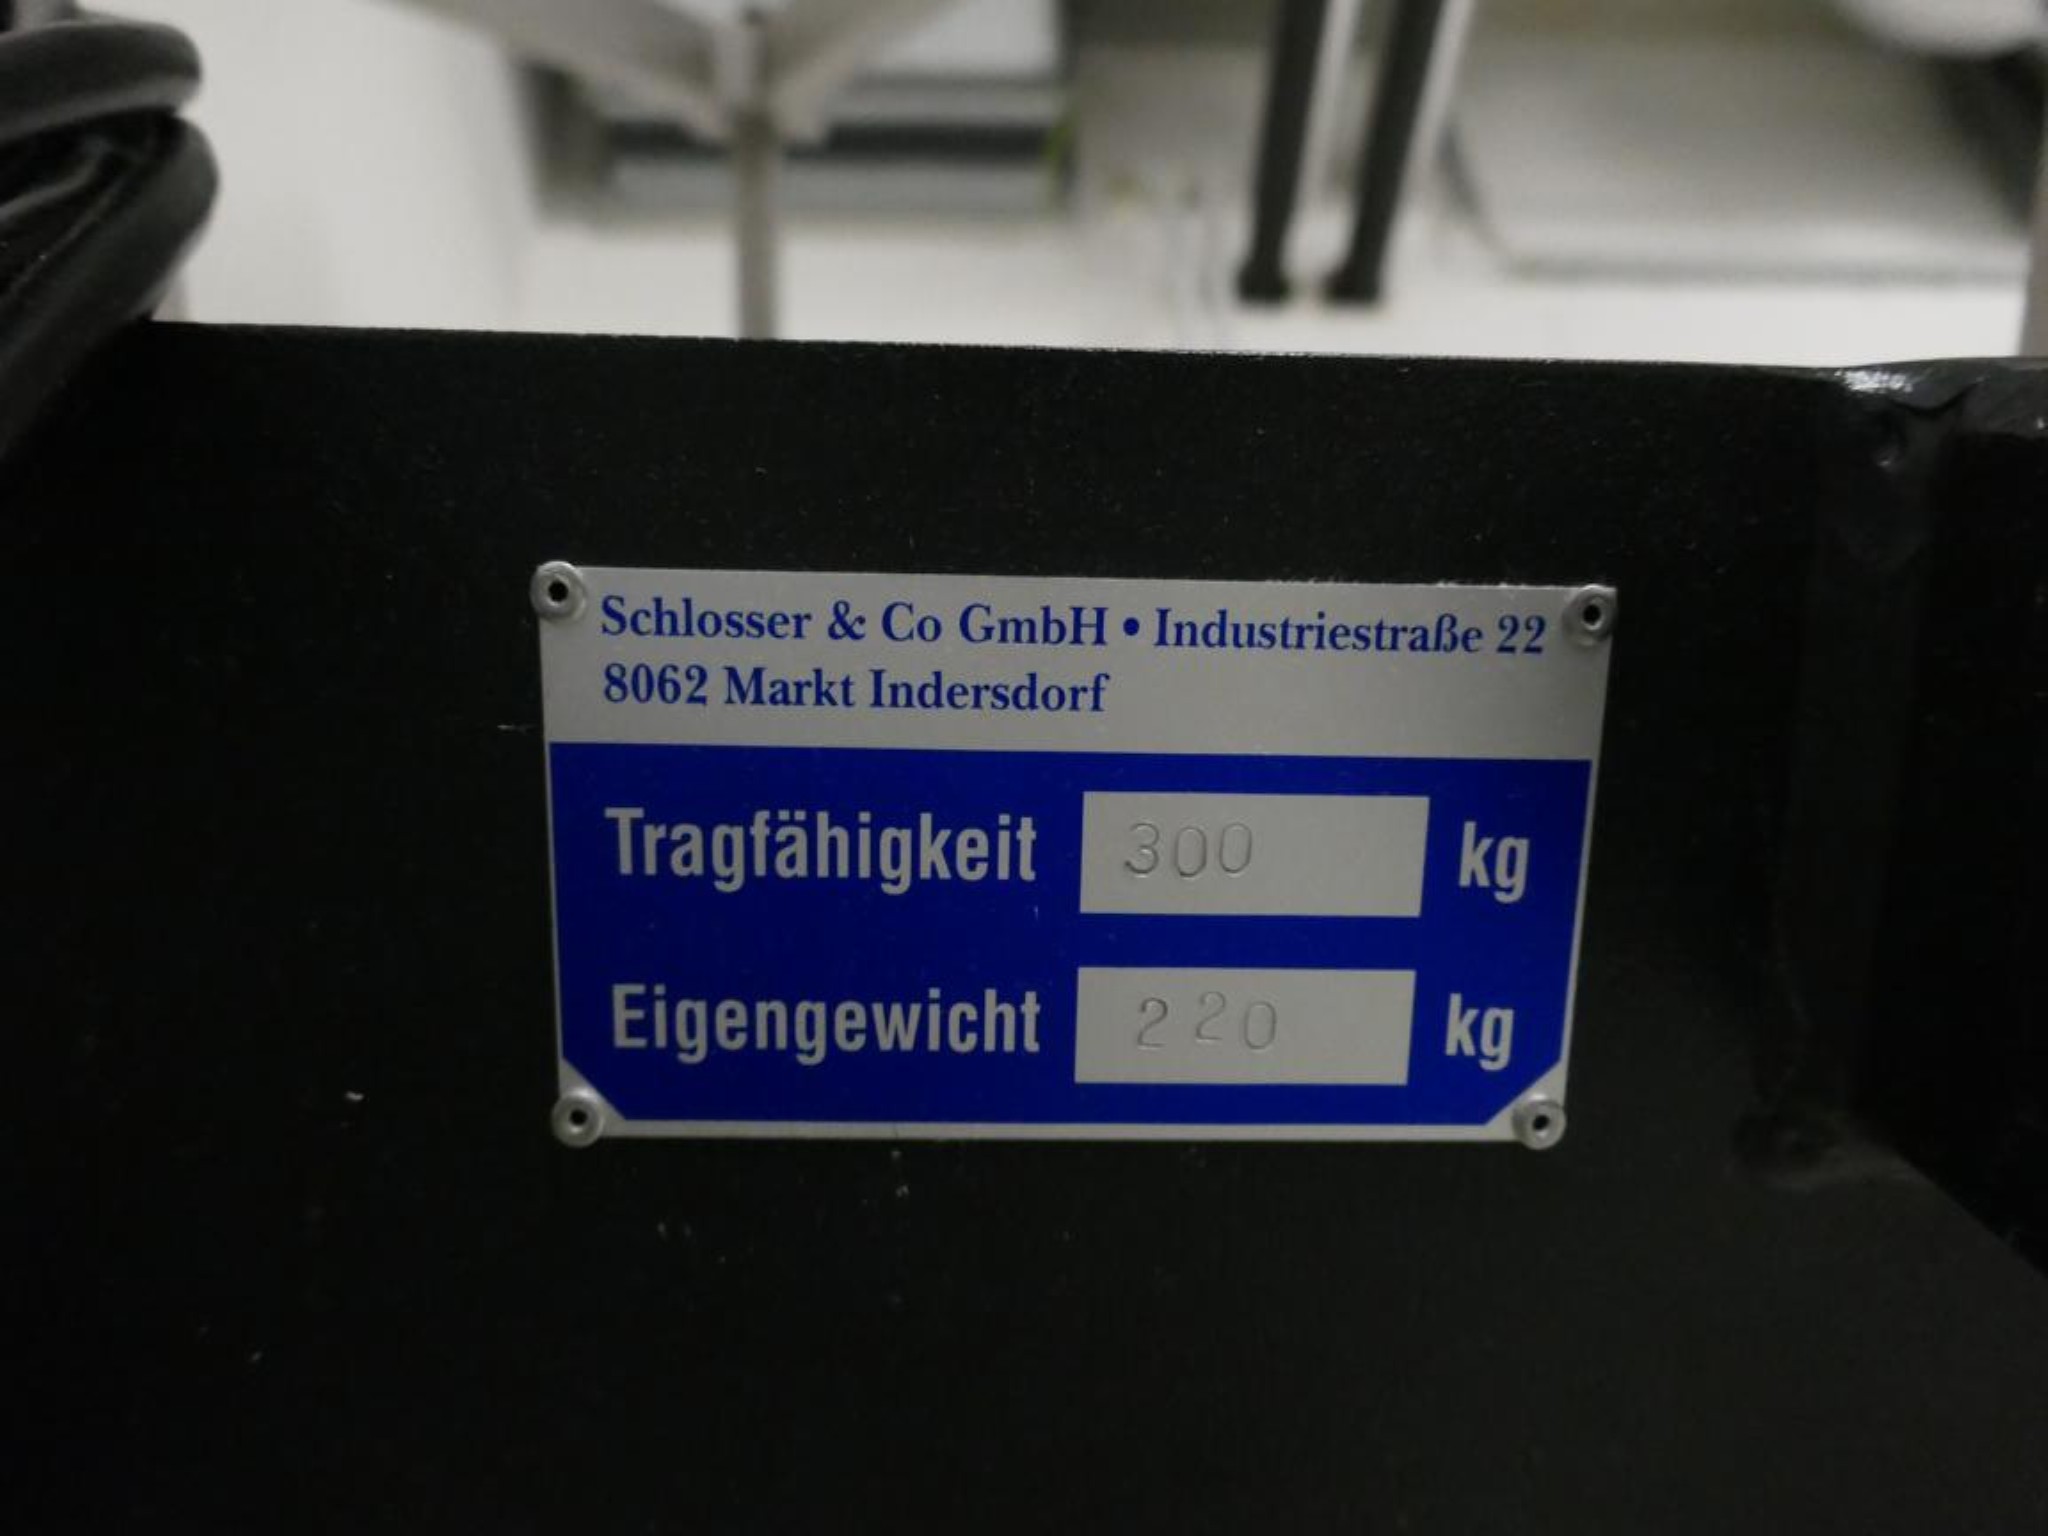 Schlosser & Co GmbH • Industriestraße 22
8062 Markt Indersdorf
Tragfähigkeit 300 kg
Eigengewicht 220 kg